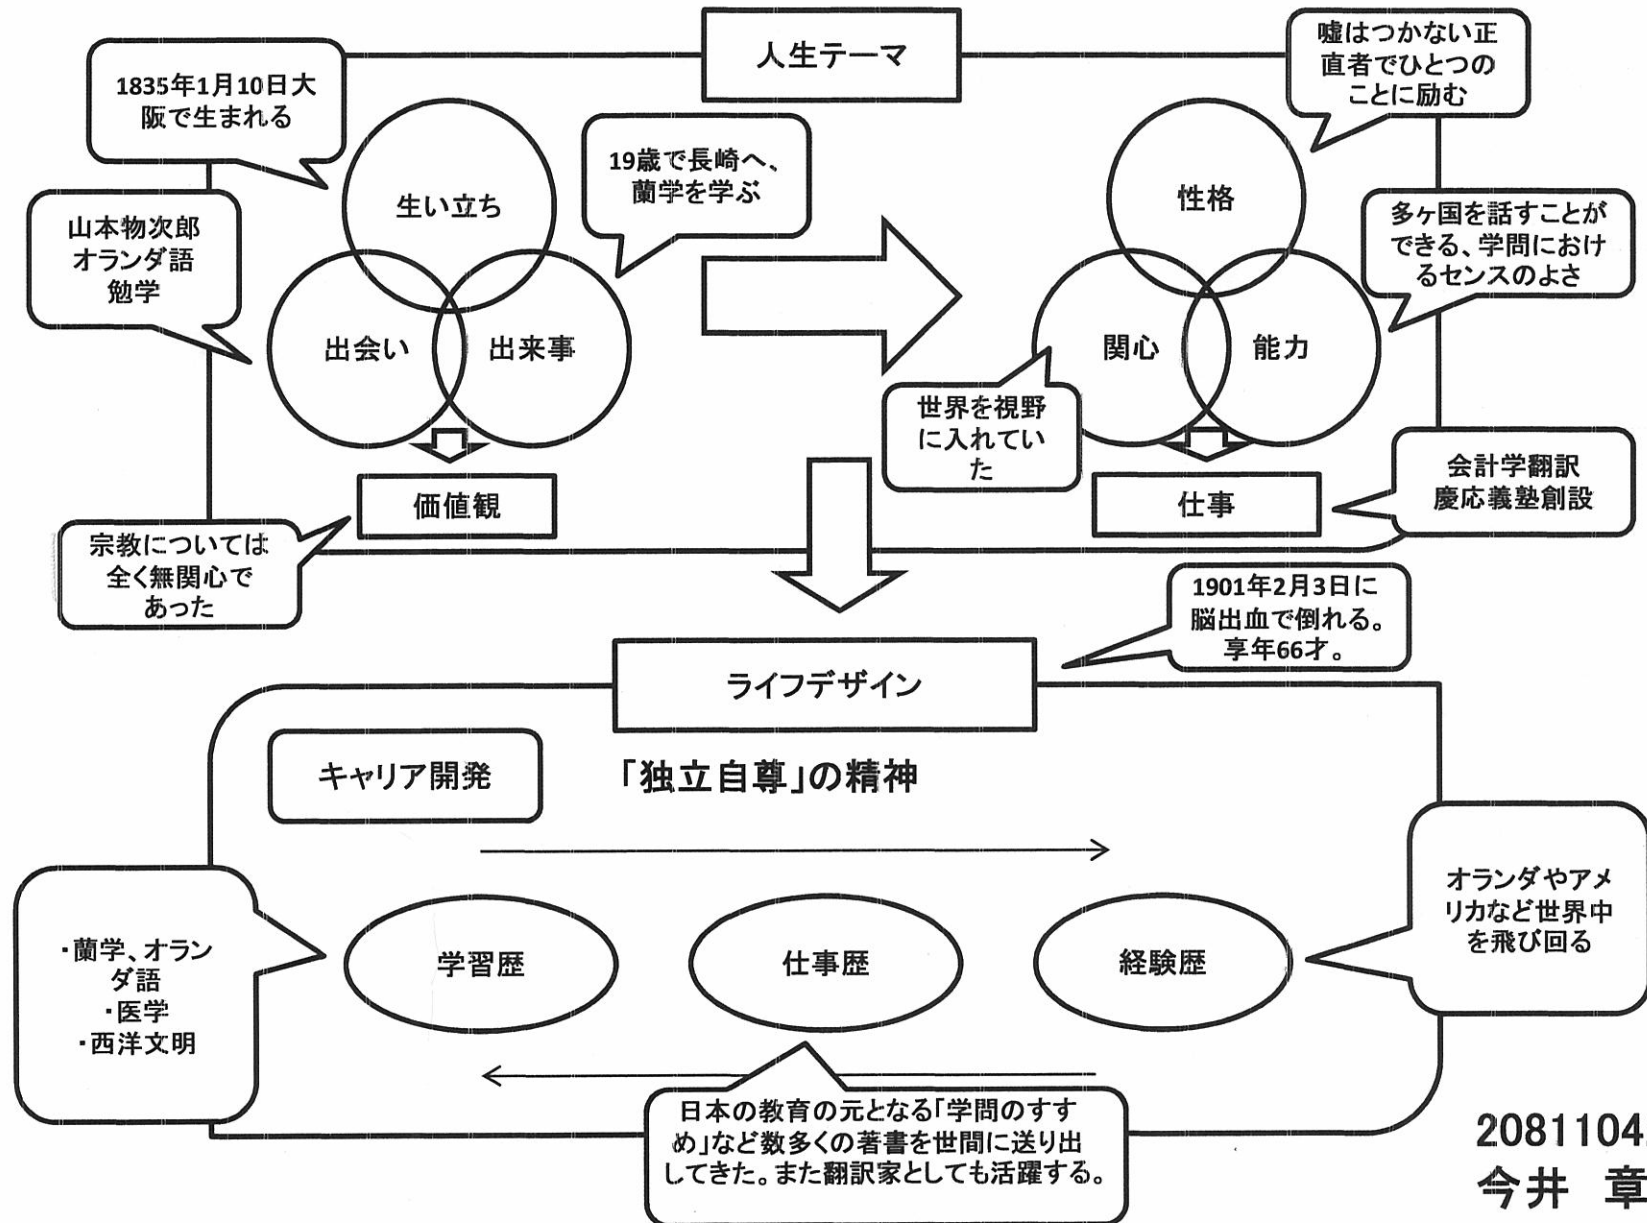 人生テーマ
1835年1月10日大
阪で生まれる
生い立ち
19歳で長崎へ、
蘭学を学ぶ
山本物次郎
オランダ語
勉学
出会い
出来事
価値観
宗教については
全く無関心で
あった
嘘はつかない正
直者でひとつの
ことに励む
性格
多ヶ国を話すことが
できる、学問におけ
るセンスのよさ
関心
能力
世界を視野
に入れてい
た
仕事
会計学翻訳
慶応義塾創設
1901年2月3日に
脳出血で倒れる。
享年66才。
ライフデザイン
キャリア開発
「独立自尊」の精神
・蘭学、オラン
ダ語
・医学
・西洋文明
学習歴
仕事歴
経験歴
オランダやアメ
リカなど世界中
を飛び回る
日本の教育の元となる「学問のすす
め」など数多くの著書を世間に送り出
してきた。また翻訳家としても活躍する。
2081104
今井 章